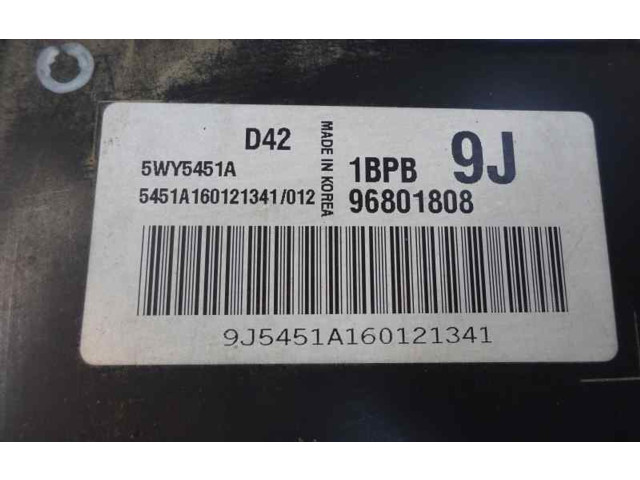 D42
5WY5451A
5451A160121341/012
MADE IN KOREA
1BPB 9J
96801808
9J5451A160121341